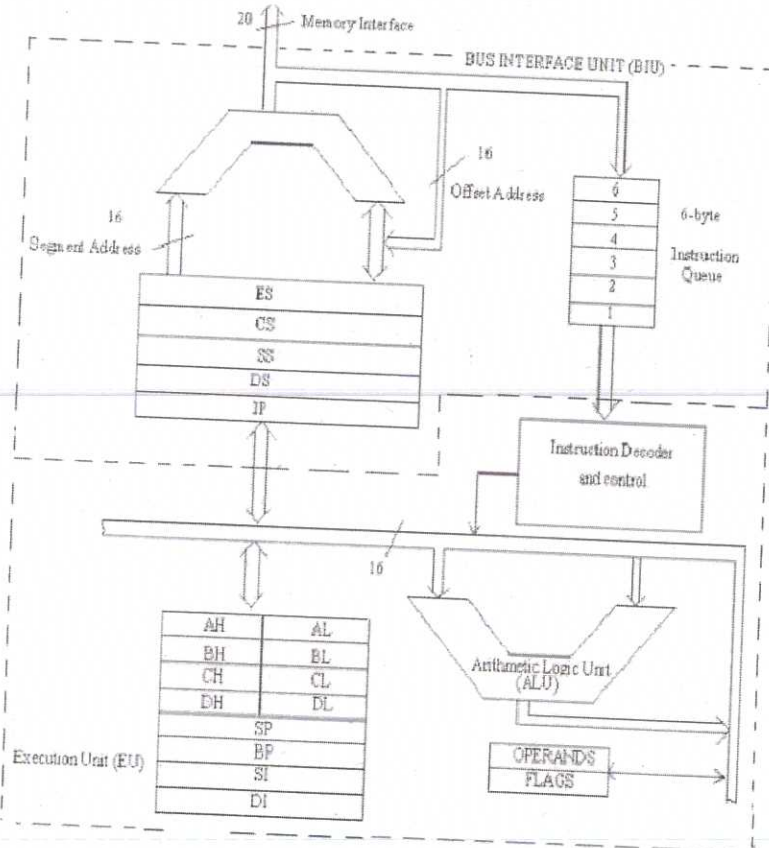 20
Memory Interface
BUS INTERFACE UNIT (BIU)
16
Offset Address
16
Segment Address
6
5
4
3
2
1
6-byte
Instruction
Queue
ES
CS
SS
DS
IP
Instruction Decoder
and control
16
AH AL
BH BL
CH CL
DH DL
SP
BP
SI
DI
Execution Unit (EU)
Arithmetic Logic Unit
(ALU)
OPERANDS
FLAGS